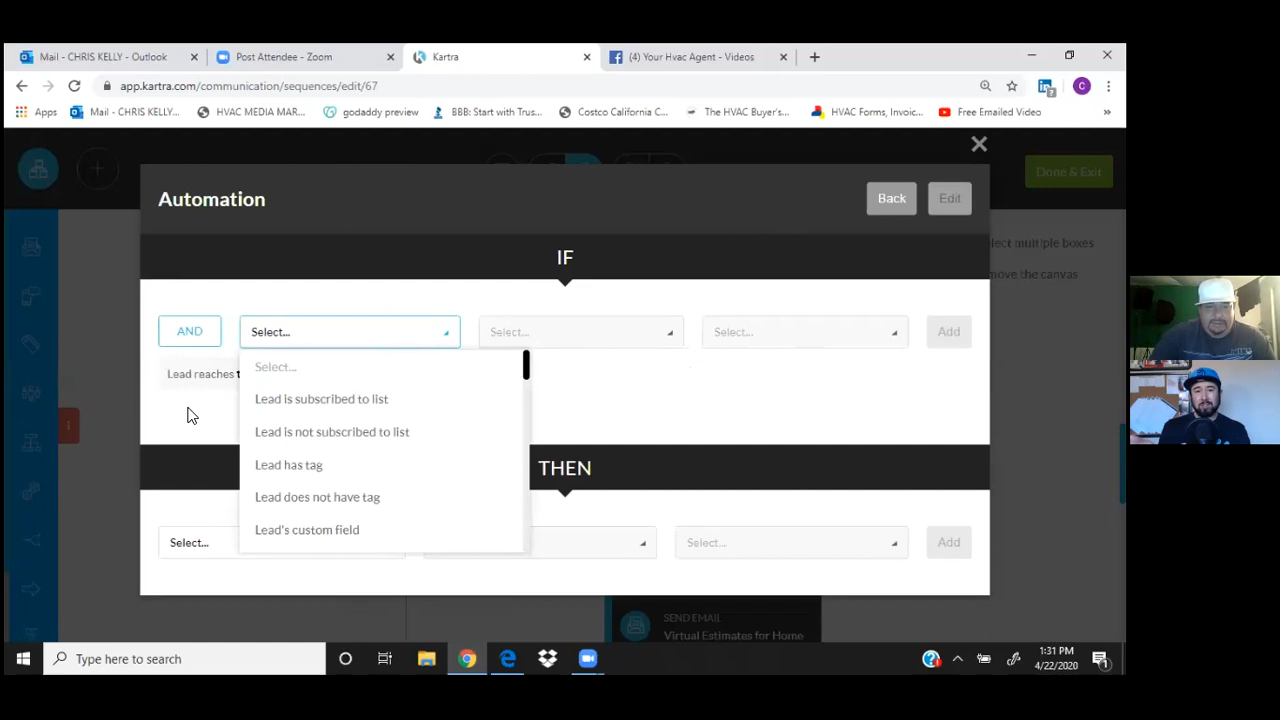 Mail - CHRIS KELLY - Outlook
Post Attendee - Zoom
Kartra
(4) Your Hvac Agent - Videos
app.kartra.com/communication/sequences/edit/67
Apps
Mail - CHRIS KELLY...
HVAC MEDIA MAR...
godaddy preview
BBB: Start with Trus...
Costco California C...
The HVAC Buyer's...
HVAC Forms, Invoic...
Free Emailed Video
Done & Exit
Automation
Back
Edit
lect multiple boxes
move the canvas
IF
AND
Select...
Select...
Select...
Add
Lead reaches
Select...
Lead is subscribed to list
Lead is not subscribed to list
Lead has tag
Lead does not have tag
Lead's custom field
THEN
Select...
Select...
Add
SEND EMAIL
Virtual Estimates for Home
Type here to search
1:31 PM
4/22/2020